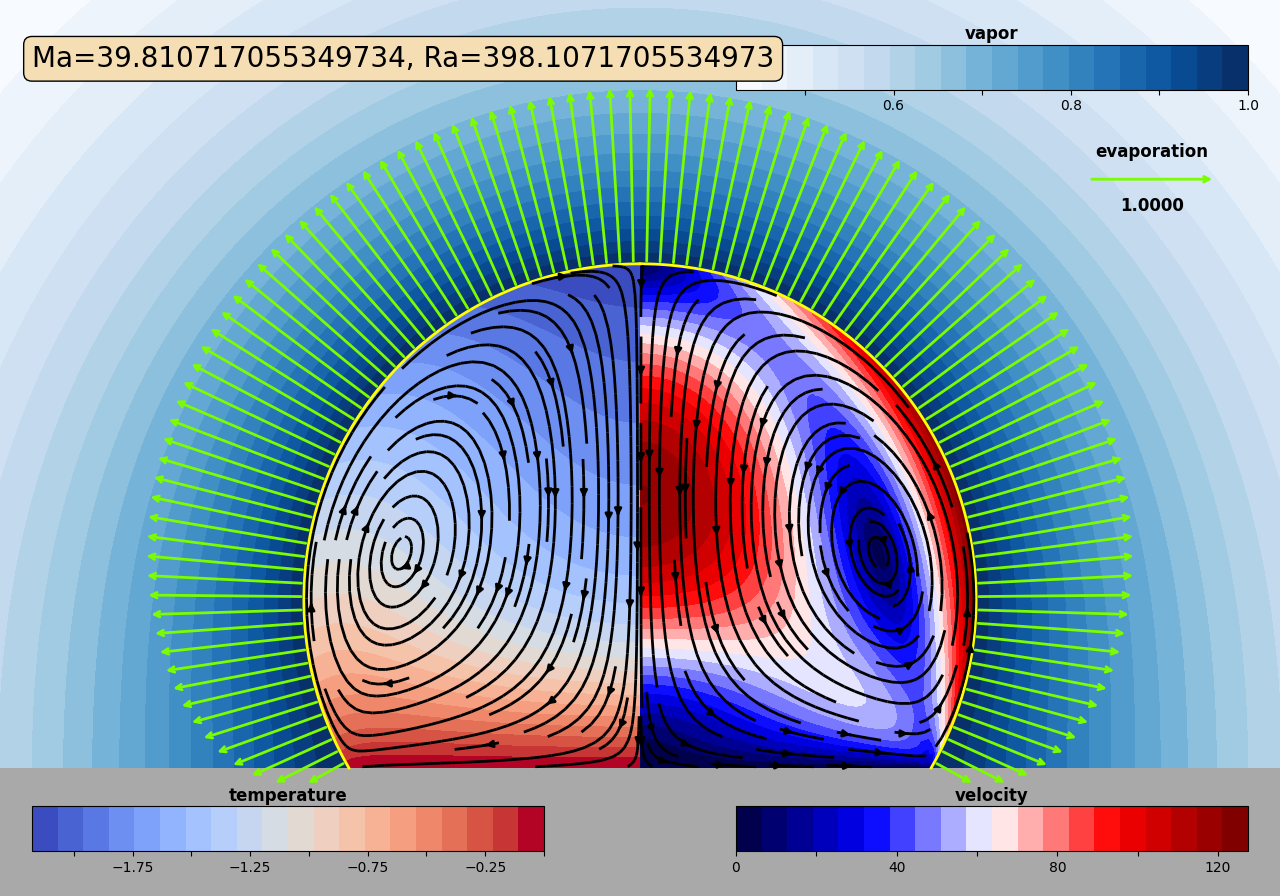 vapor
Ma=39.810717055349734, Ra=398.1071705534973
0.6 0.8 1.0
evaporation
1.0000
temperature velocity
−1.75 −1.25 −0.75 −0.25 0 40 80 120